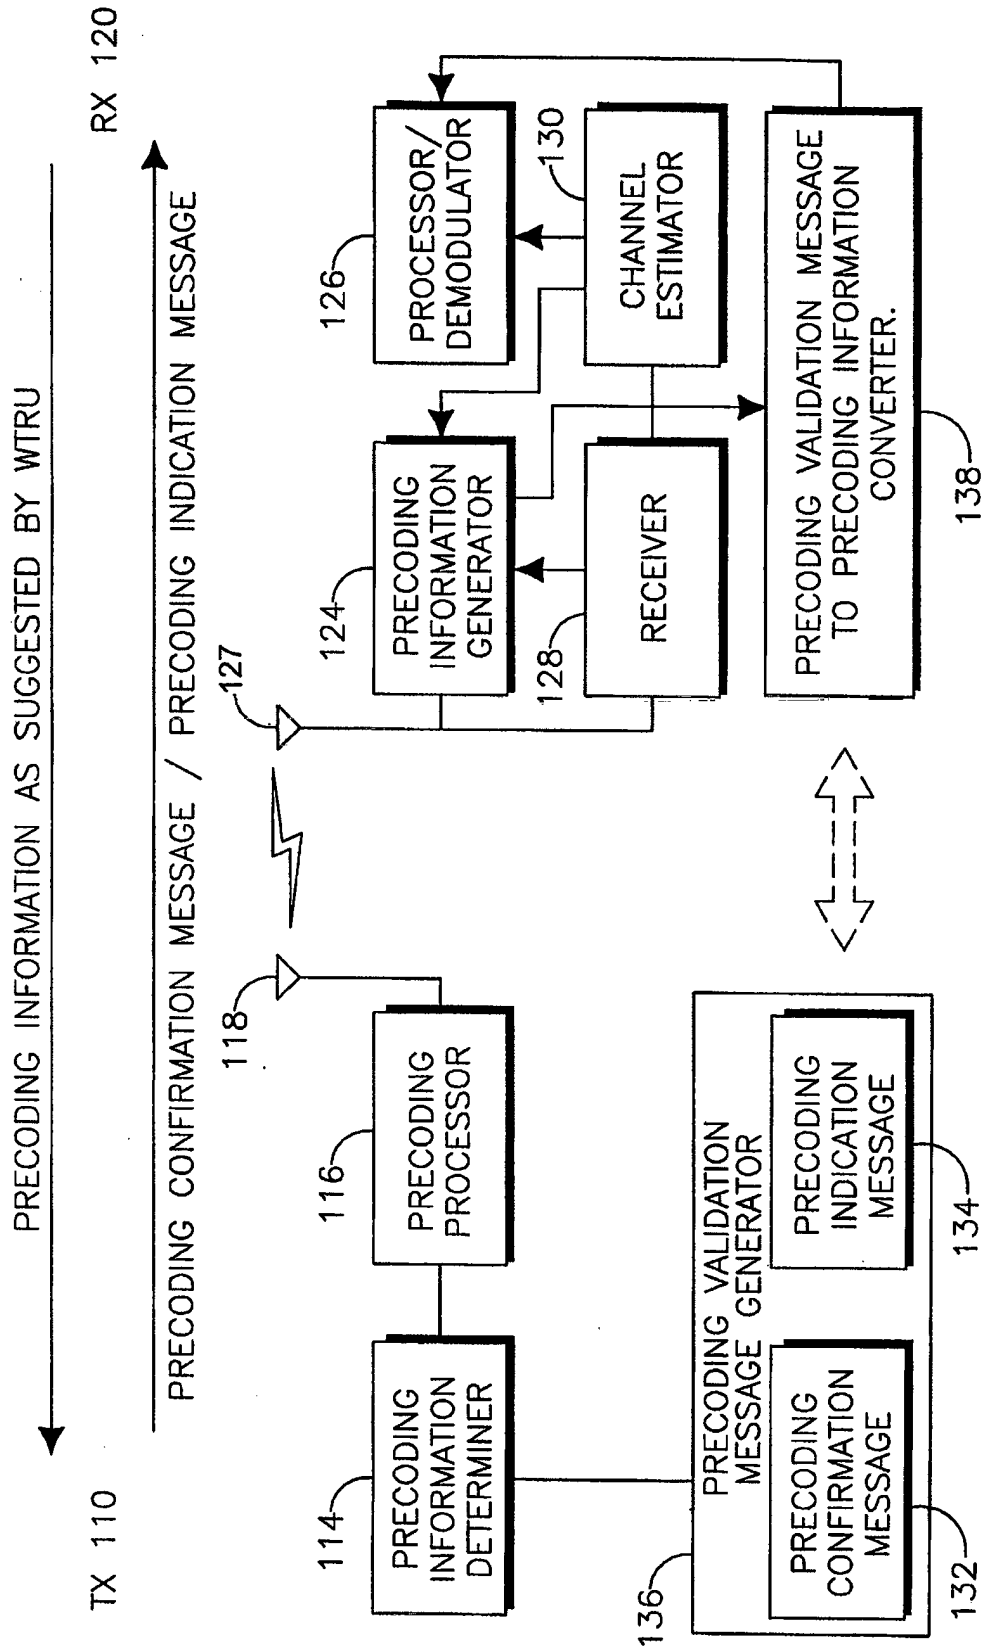 PRECODING INFORMATION AS SUGGESTED BY WTRU
TX 110
RX 120
PRECODING CONFIRMATION MESSAGE / PRECODING INDICATION MESSAGE
118
127
114
116
124
126
PRECODING
INFORMATION
DETERMINER
PRECODING
PROCESSOR
PRECODING
INFORMATION
GENERATOR
PROCESSOR/
DEMODULATOR
128
130
RECEIVER
CHANNEL
ESTIMATOR
136
PRECODING VALIDATION
MESSAGE GENERATOR
PRECODING
CONFIRMATION
MESSAGE
PRECODING
INDICATION
MESSAGE
132
134
PRECODING VALIDATION MESSAGE
TO PRECODING INFORMATION
CONVERTER.
138